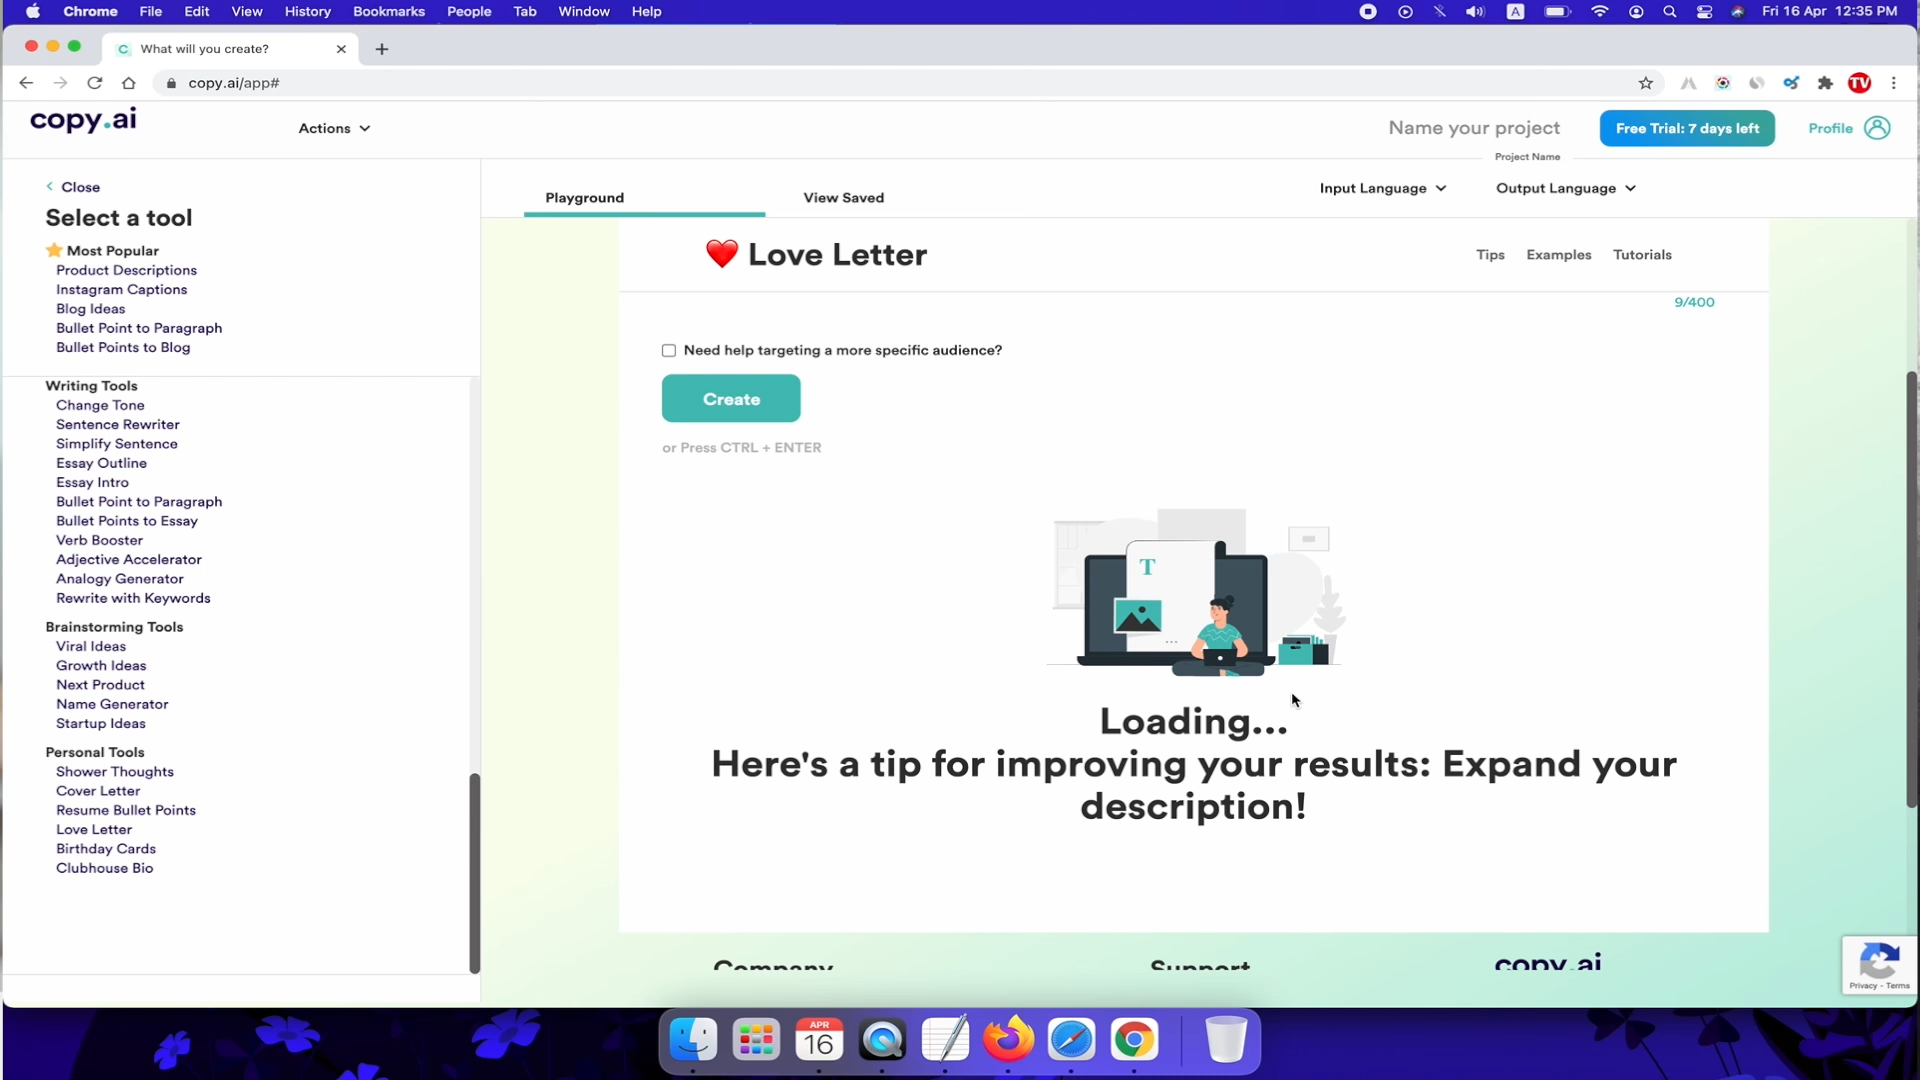 Chrome File Edit View History Bookmarks People Tab Window Help A Fri 16 Apr 12:35 PM
C What will you create?
copy.ai/app#
TV
copy.ai
Actions
Name your project
Free Trial: 7 days left
Profile
Project Name
Close
Playground
View Saved
Input Language
Output Language
Select a tool
Most Popular
Product Descriptions
Instagram Captions
Blog Ideas
Bullet Point to Paragraph
Bullet Points to Blog
Writing Tools
Change Tone
Sentence Rewriter
Simplify Sentence
Essay Outline
Essay Intro
Bullet Point to Paragraph
Bullet Points to Essay
Verb Booster
Adjective Accelerator
Analogy Generator
Rewrite with Keywords
Brainstorming Tools
Viral Ideas
Growth Ideas
Next Product
Name Generator
Startup Ideas
Personal Tools
Shower Thoughts
Cover Letter
Resume Bullet Points
Love Letter
Birthday Cards
Clubhouse Bio
Love Letter
Tips Examples Tutorials
9/400
Need help targeting a more specific audience?
Create
or Press CTRL + ENTER
T
Loading...
Here's a tip for improving your results: Expand your
description!
Company
Support
copy.ai
Privacy - Terms
APR
16